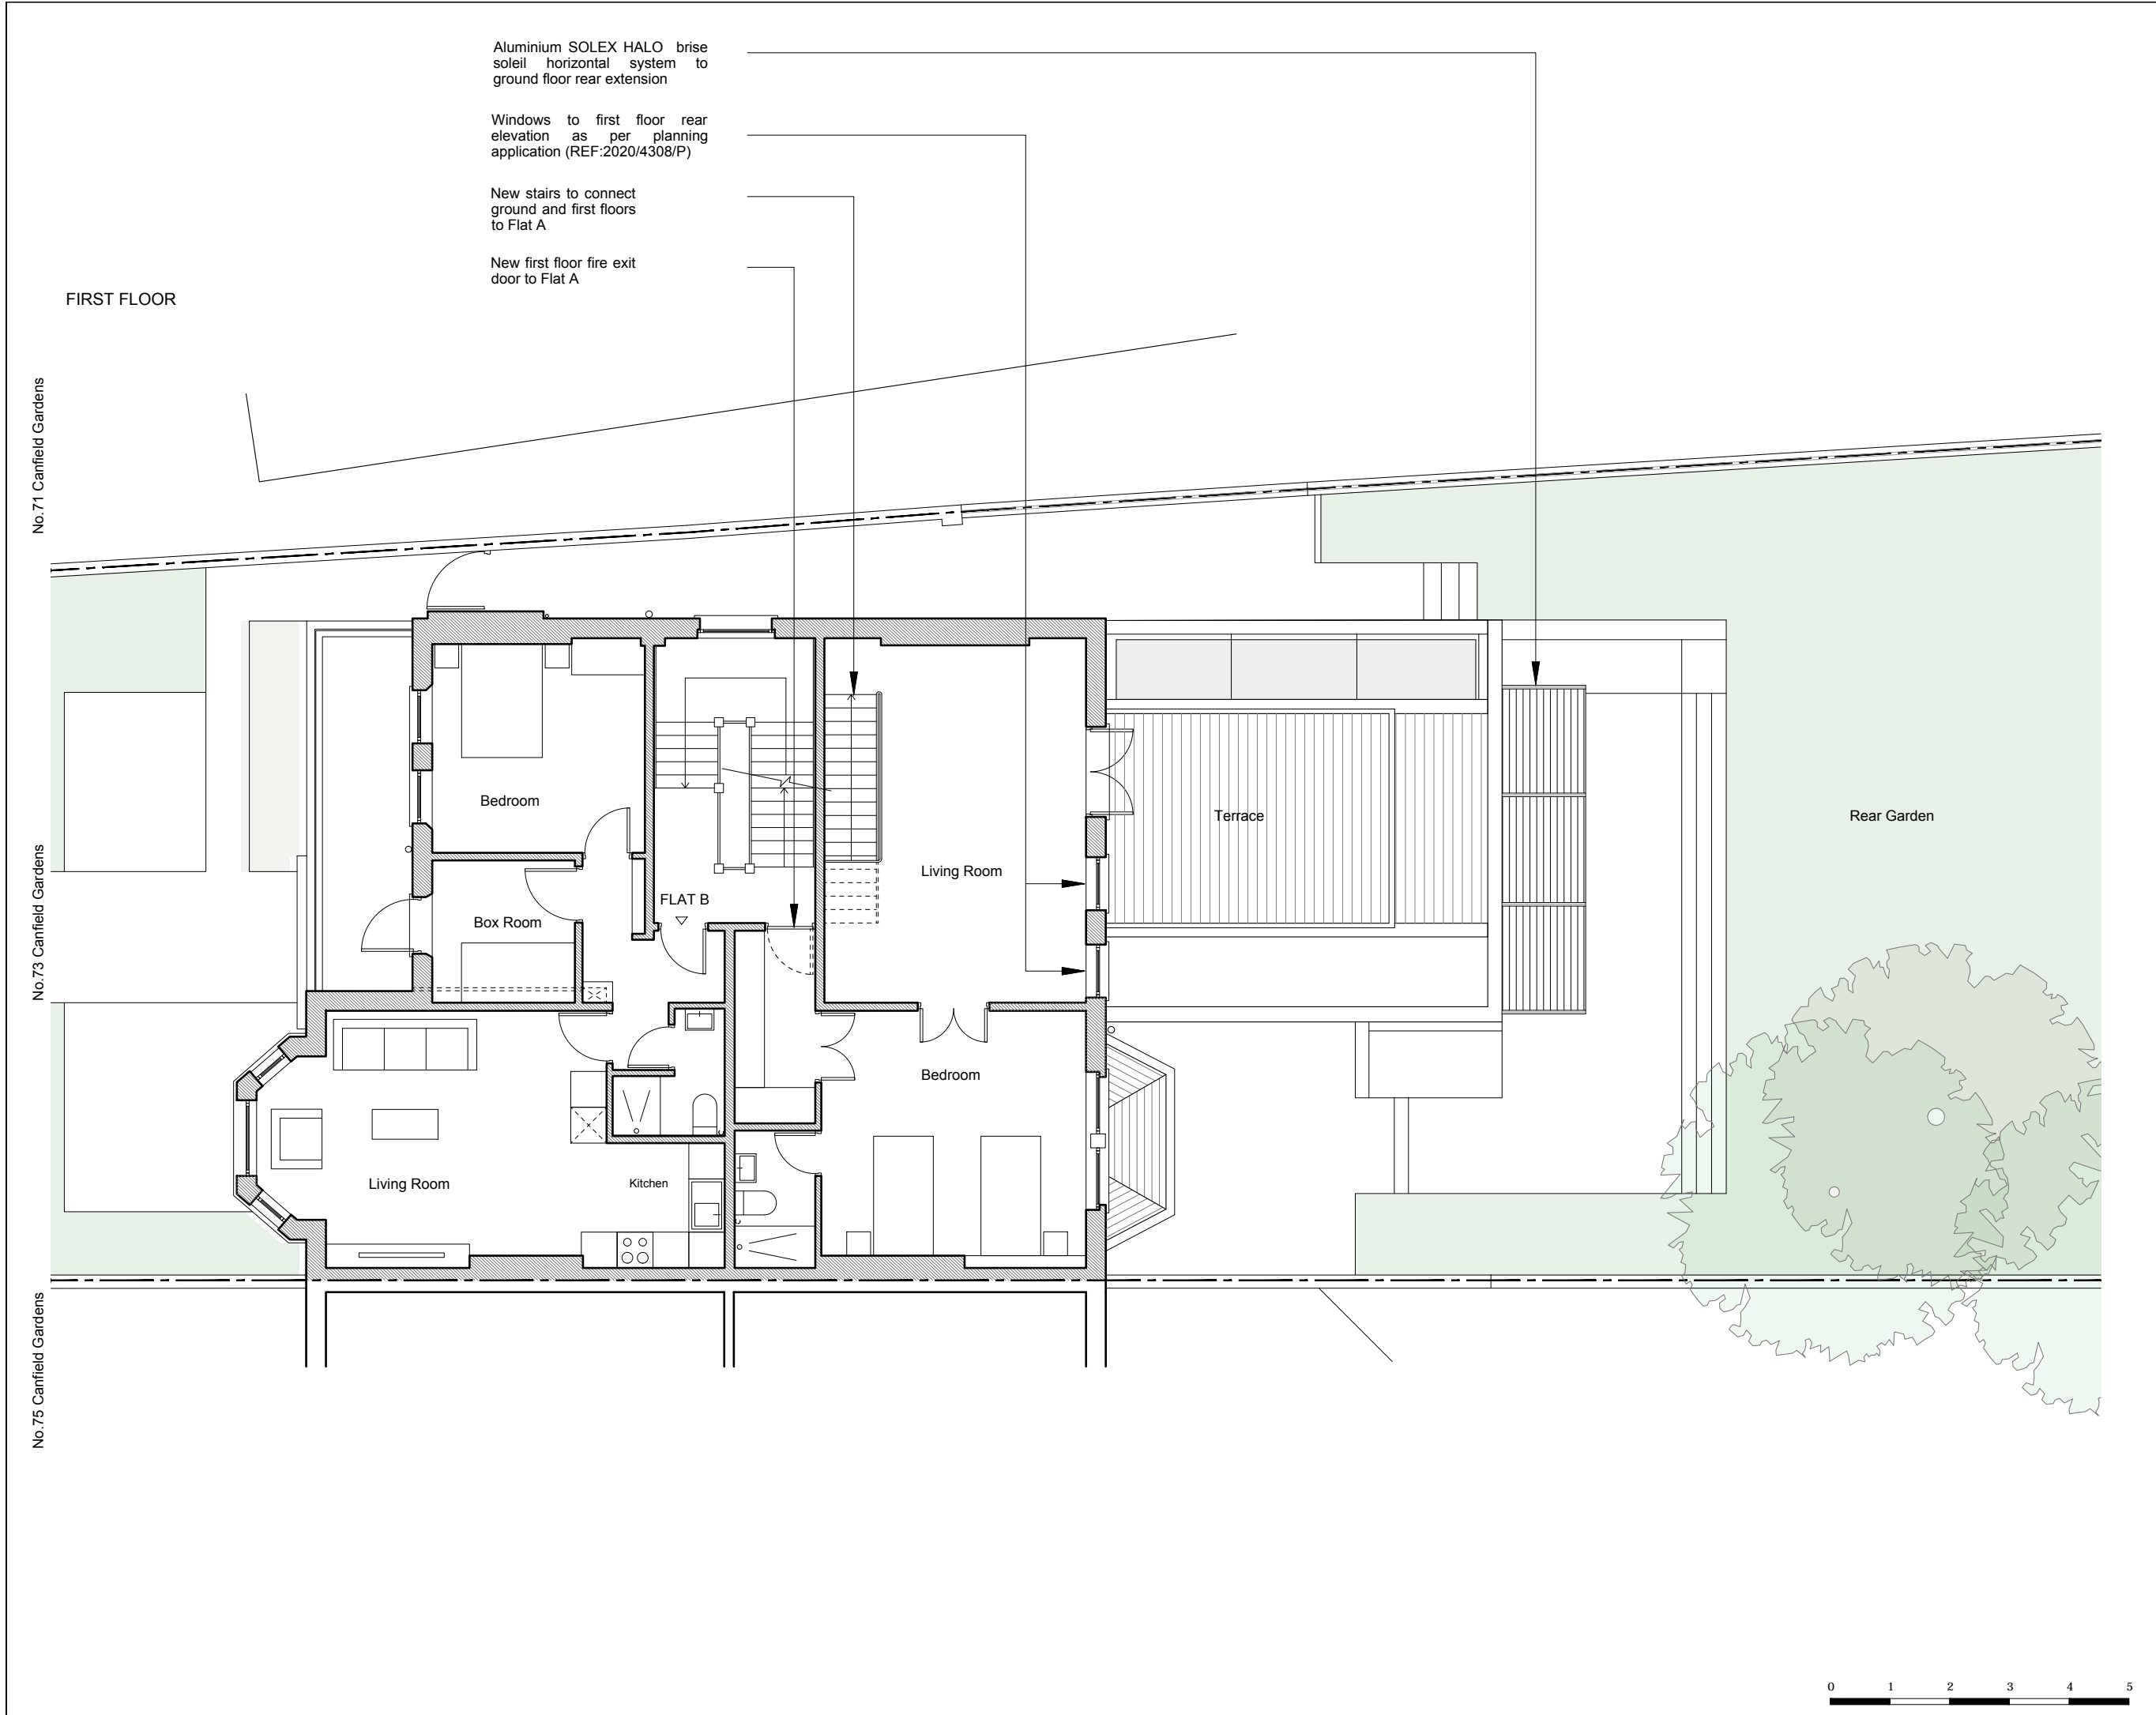 Aluminium SOLEX HALO brise
soleil horizontal system to
ground floor rear extension
Windows to first floor rear
elevation as per planning
application (REF:2020/4308/P)
New stairs to connect
ground and first floors
to Flat A
New first floor fire exit
door to Flat A
FIRST FLOOR
No.71 Canfield Gardens
No.73 Canfield Gardens
No.75 Canfield Gardens
Bedroom
Terrace
Rear Garden
Living Room
FLAT B
Box Room
Bedroom
Living Room
Kitchen
0 1 2 3 4 5